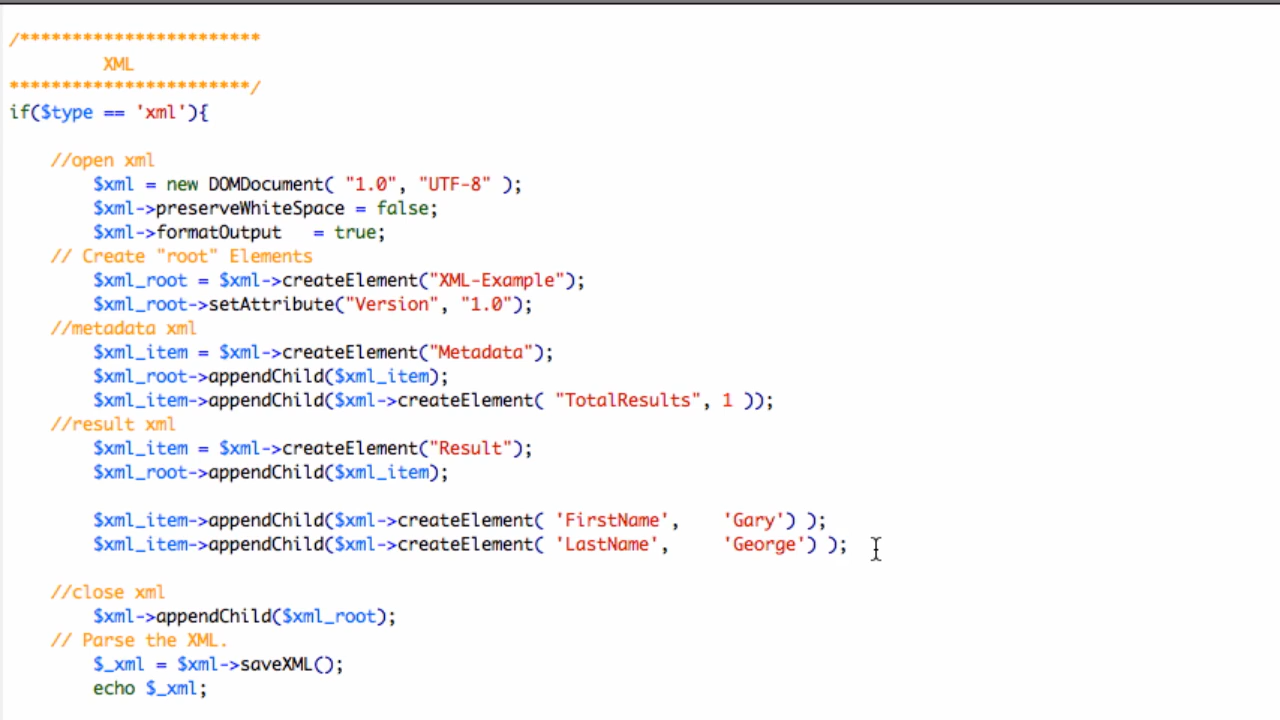 /***********************
XML
***********************/
if($type == 'xml'){
//open xml
$xml = new DOMDocument( "1.0", "UTF-8" );
$xml->preserveWhiteSpace = false;
$xml->formatOutput   = true;
// Create "root" Elements
$xml_root = $xml->createElement("XML-Example");
$xml_root->setAttribute("Version", "1.0");
//metadata xml
$xml_item = $xml->createElement("Metadata");
$xml_root->appendChild($xml_item);
$xml_item->appendChild($xml->createElement( "TotalResults", 1 ));
//result xml
$xml_item = $xml->createElement("Result");
$xml_root->appendChild($xml_item);
$xml_item->appendChild($xml->createElement( 'FirstName',    'Gary') );
$xml_item->appendChild($xml->createElement( 'LastName',     'George') );
//close xml
$xml->appendChild($xml_root);
// Parse the XML.
$_xml = $xml->saveXML();
echo $_xml;